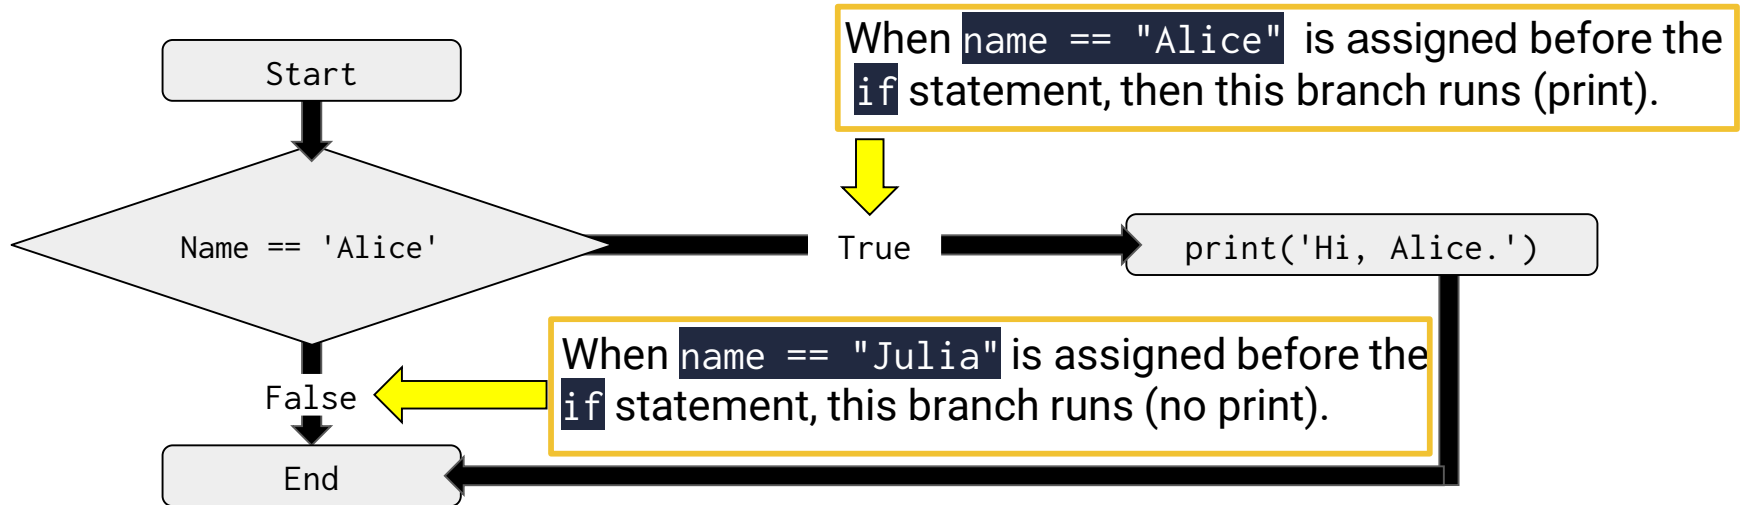 When name == "Alice" is assigned before the
if statement, then this branch runs (print).
Start
Name == 'Alice'
True
print('Hi, Alice.')
When name == "Julia" is assigned before the
if statement, this branch runs (no print).
False
End